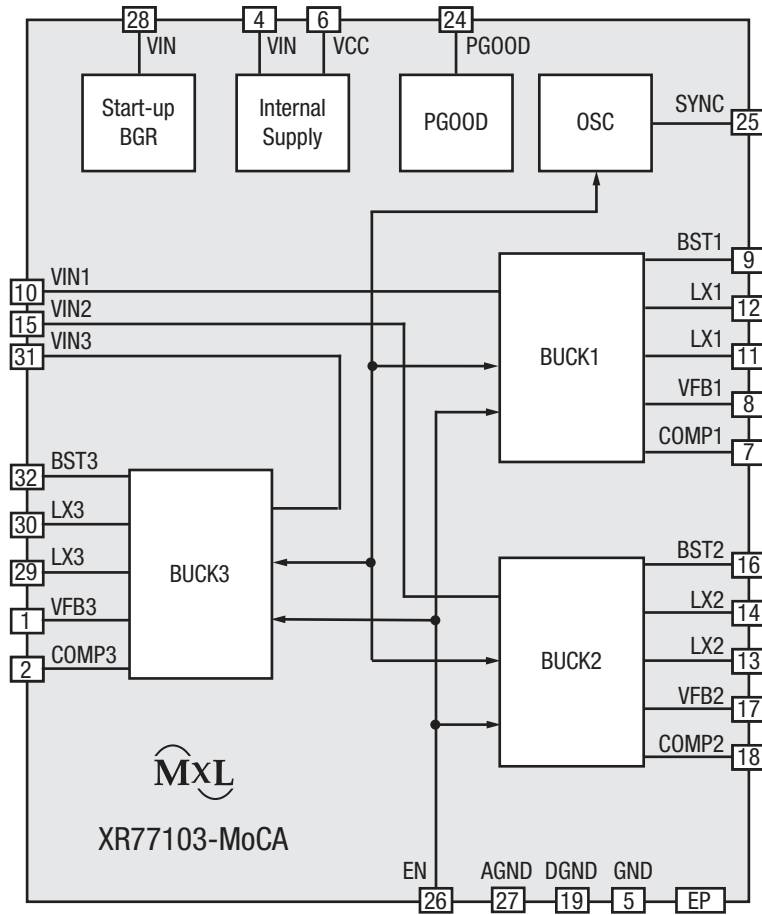 28 4 6 24
VIN VIN VCC PGOOD
Start-up
BGR
Internal
Supply
PGOOD
OSC
SYNC
25
10 VIN1
15 VIN2
31 VIN3
BUCK1
BST1
9
LX1
12
LX1
11
VFB1
8
COMP1
7
32 BST3
30 LX3
29 LX3
1 VFB3
2 COMP3
BUCK3
BUCK2
BST2
16
LX2
14
LX2
13
VFB2
17
COMP2
18
MxL
XR77103-MoCA
EN AGND DGND GND
26 27 19 5 EP